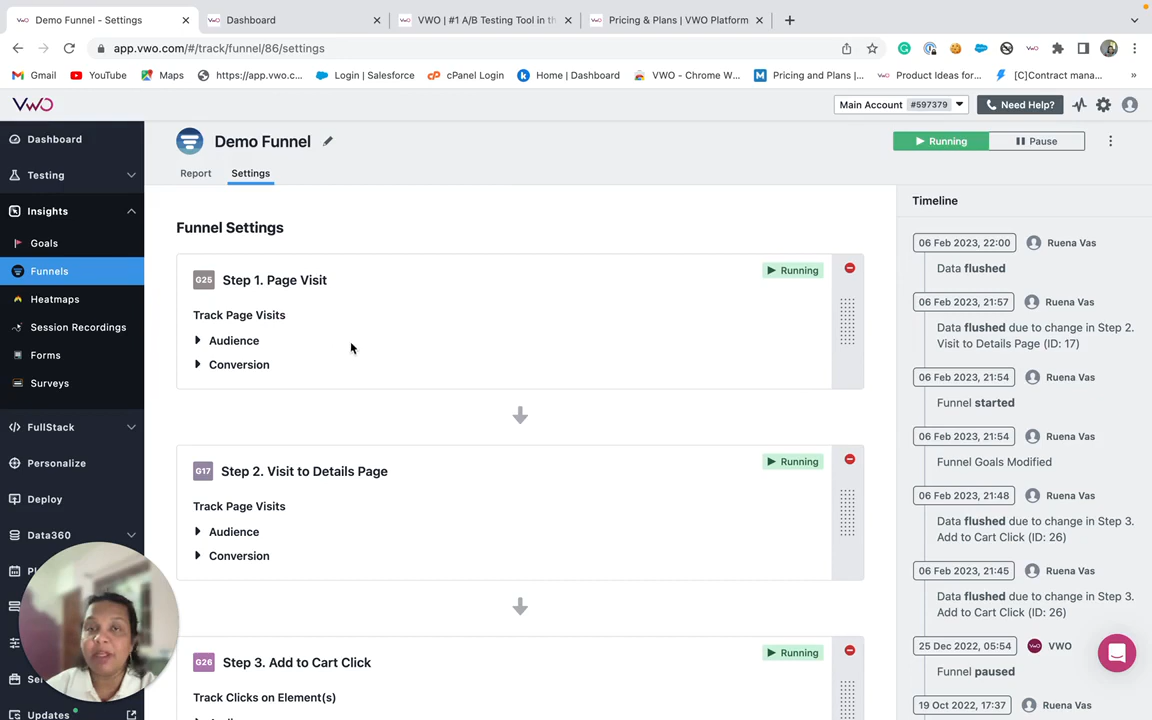 Demo Funnel - Settings
Dashboard
VWO | #1 A/B Testing Tool in th
Pricing & Plans | VWO Platform
app.vwo.com/#/track/funnel/86/settings
Gmail
YouTube
Maps
https://app.vwo.c...
Login | Salesforce
cPanel Login
Home | Dashboard
VWO - Chrome W...
Pricing and Plans |...
Product Ideas for...
[C]Contract mana...
VWO
Main Account #597379
Need Help?
Dashboard
Testing
Insights
Goals
Funnels
Heatmaps
Session Recordings
Forms
Surveys
FullStack
Personalize
Deploy
Data360
Updates
Demo Funnel
Running
Pause
Report
Settings
Funnel Settings
G25
Step 1. Page Visit
Running
Track Page Visits
Audience
Conversion
G17
Step 2. Visit to Details Page
Running
Track Page Visits
Audience
Conversion
G26
Step 3. Add to Cart Click
Running
Track Clicks on Element(s)
Timeline
06 Feb 2023, 22:00
Ruena Vas
Data flushed
06 Feb 2023, 21:57
Ruena Vas
Data flushed due to change in Step 2.
Visit to Details Page (ID: 17)
06 Feb 2023, 21:54
Ruena Vas
Funnel started
06 Feb 2023, 21:54
Ruena Vas
Funnel Goals Modified
06 Feb 2023, 21:48
Ruena Vas
Data flushed due to change in Step 3.
Add to Cart Click (ID: 26)
06 Feb 2023, 21:45
Ruena Vas
Data flushed due to change in Step 3.
Add to Cart Click (ID: 26)
25 Dec 2022, 05:54
VWO
Funnel paused
19 Oct 2022, 17:37
Ruena Vas